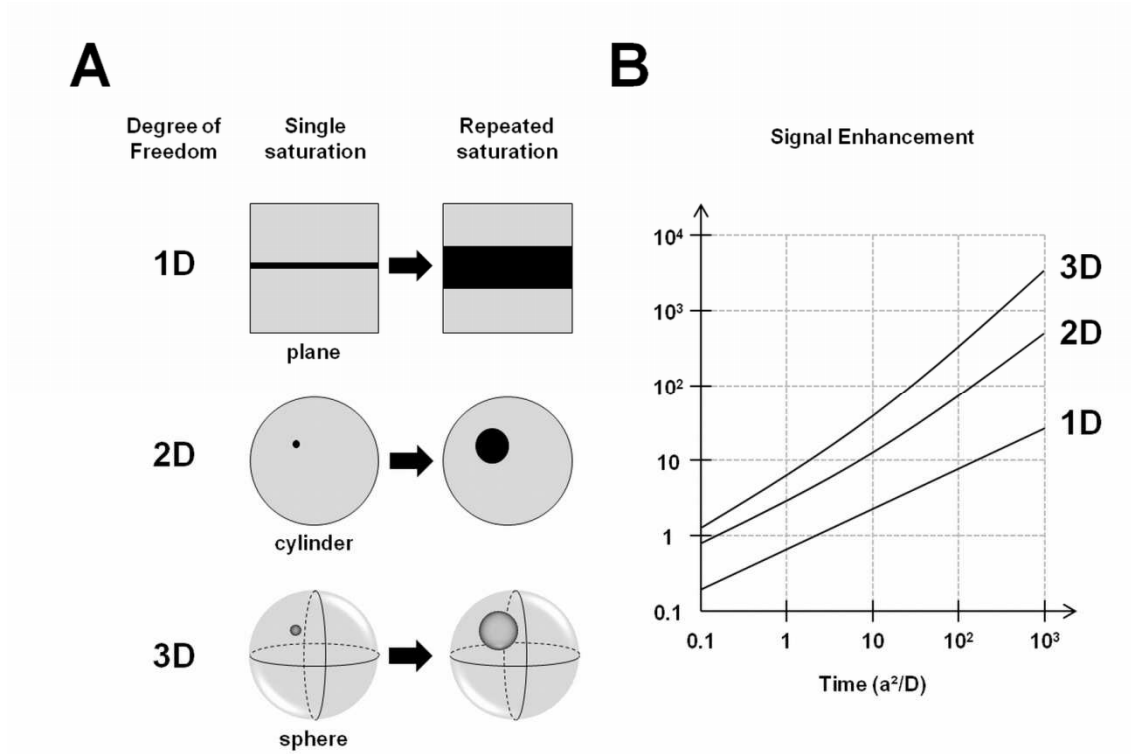 A
Degree of
Freedom
Single
saturation
Repeated
saturation
1D
plane
2D
cylinder
3D
sphere
B
Signal Enhancement
10⁴
10³
10²
10
1
0.1
3D
2D
1D
0.1
1
10
10²
10³
Time (a²/D)